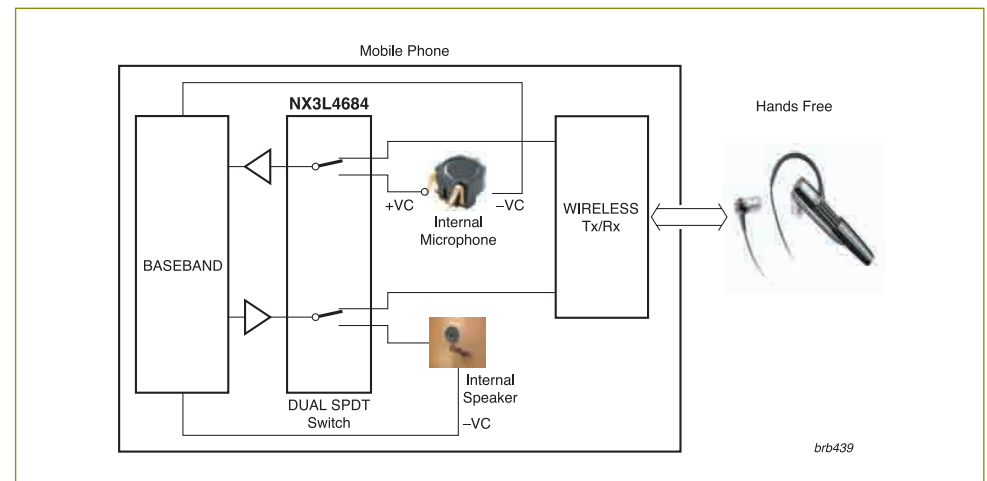 Mobile Phone
NX3L4684
Hands Free
+VC
–VC
Internal
Microphone
WIRELESS
Tx/Rx
BASEBAND
Internal
Speaker
DUAL SPDT
Switch
–VC
brb439